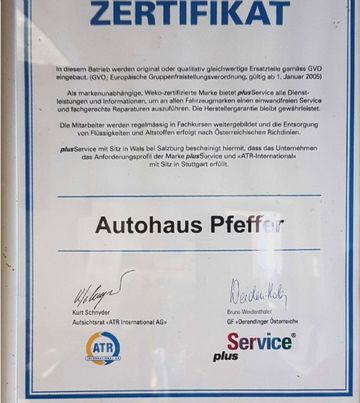 ZERTIFIKAT
In diesem Betrieb werden original oder qualitativ gleichwertige Ersatzteile gemäss GVO
eingebaut. (GVO; Europäische Gruppenfreistellungsverordnung, gültig ab 1. Januar 2005)
Als markenunabhängige, Weko-zertifizierte Marke bietet plusService alle Dienst-
leistungen und Informationen, um an allen Fahrzeugmarken einen einwandfreien Service
und fachgerechte Reparaturen auszuführen. Die Herstellergarantie bleibt gewährleistet.
Die Mitarbeiter werden regelmässig in Fachkursen weitergebildet und die Entsorgung
von Flüssigkeiten und Altstoffen erfolgt nach Österreichischen Richtlinien.
plusService mit Sitz in Wals bei Salzburg bescheinigt hiermit, dass das Unternehmen
das Anforderungsprofil der Marke plusService und «ATR-International»
mit Sitz in Stuttgart erfüllt.
Autohaus Pfeffer
Kurt Schnyder
Aufsichtsrat «ATR International AG»
Bruno Weidenthaler
GF «Derendinger Österreich»
ATR
INTERNATIONAL AG
Service®
plus